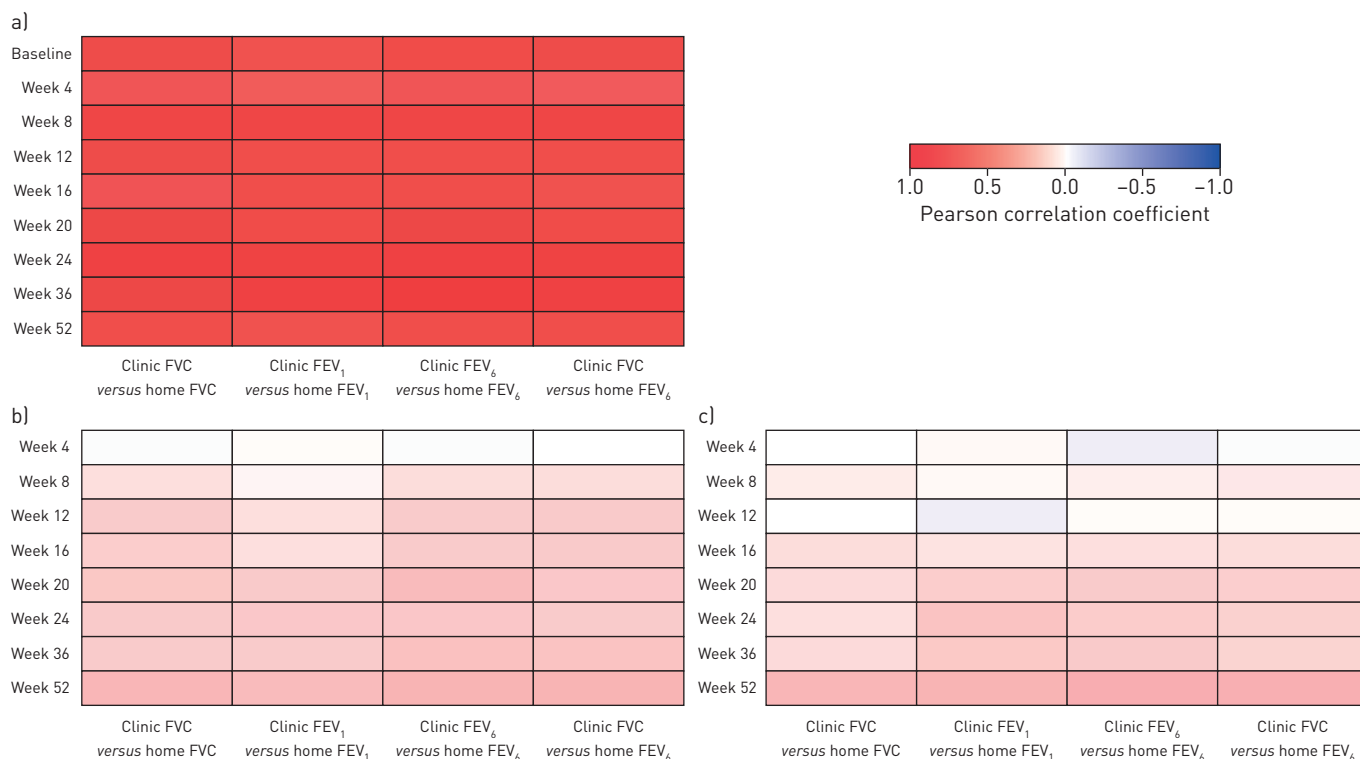 a)
Baseline
Week 4
Week 8
Week 12
Week 16
Week 20
Week 24
Week 36
Week 52
Clinic FVC
versus home FVC
Clinic FEV₁
versus home FEV₁
Clinic FEV₆
versus home FEV₆
Clinic FVC
versus home FEV₆
1.0 0.5 0.0 −0.5 −1.0
Pearson correlation coefficient
b)
Week 4
Week 8
Week 12
Week 16
Week 20
Week 24
Week 36
Week 52
Clinic FVC
versus home FVC
Clinic FEV₁
versus home FEV₁
Clinic FEV₆
versus home FEV₆
Clinic FVC
versus home FEV₆
c)
Week 4
Week 8
Week 12
Week 16
Week 20
Week 24
Week 36
Week 52
Clinic FVC
versus home FVC
Clinic FEV₁
versus home FEV₁
Clinic FEV₆
versus home FEV₆
Clinic FVC
versus home FEV₆